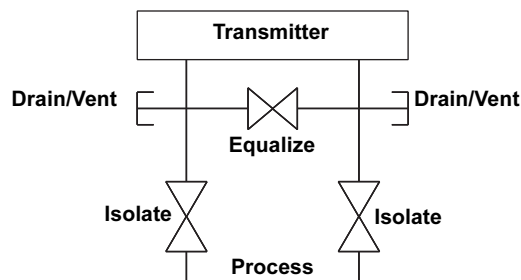 Transmitter
Drain/Vent
Drain/Vent
Equalize
Isolate
Isolate
Process